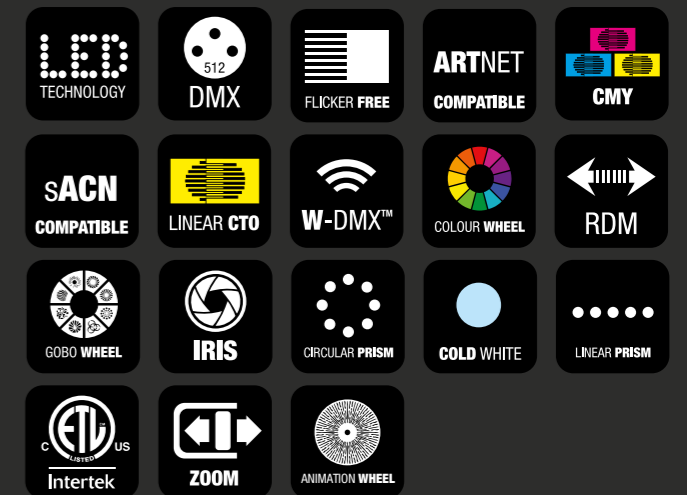 LED
TECHNOLOGY
512
DMX
FLICKER FREE
ARTNET
COMPATIBLE
CMY
sACN
COMPATIBLE
LINEAR CTO
W-DMX™
COLOUR WHEEL
RDM
GOBO WHEEL
IRIS
CIRCULAR PRISM
COLD WHITE
LINEAR PRISM
ETL
C US
LISTED
Intertek
ZOOM
ANIMATION WHEEL